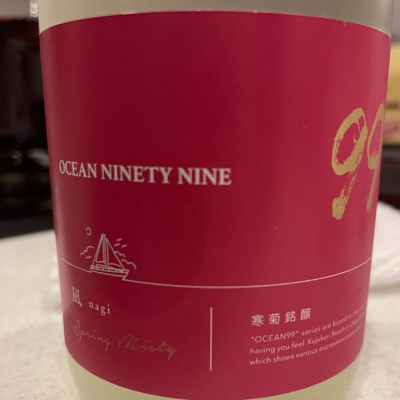 OCEAN NINETY NINE
99
凪 nagi
Spring Misty
寒菊銘醸
"OCEAN99" series are based on the
having you feel Kujukuri Beach in
which shows various expressions